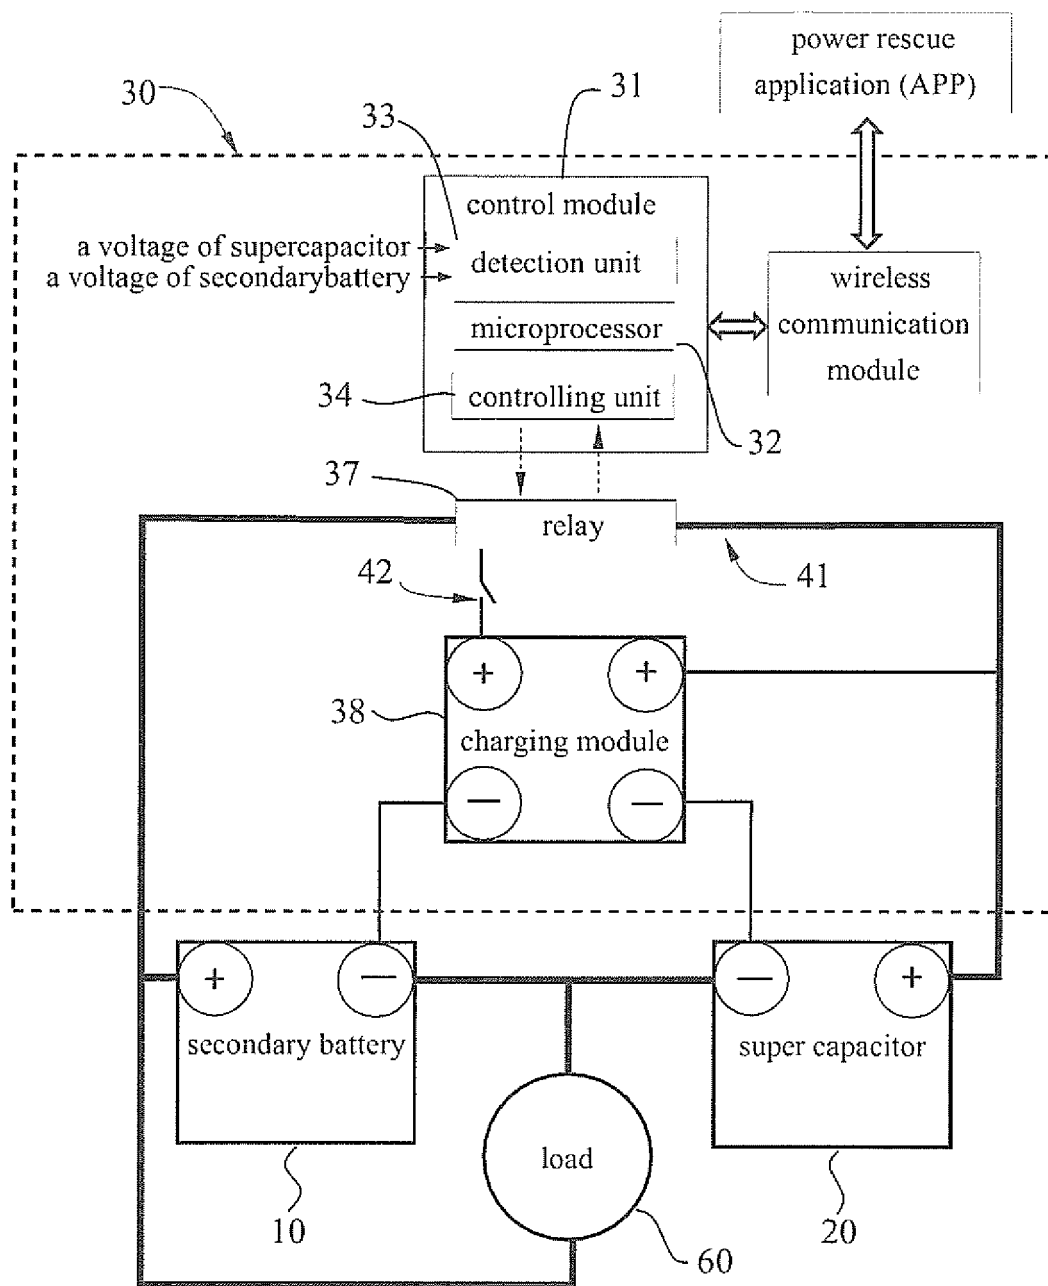 power rescue
application (APP)
30
31
33
control module
a voltage of supercapacitor
a voltage of secondarybattery
detection unit
wireless
communication
module
microprocessor
34
controlling unit
32
37
relay
42
41
+
+
38
charging module
—
—
+
—
—
+
secondary battery
super capacitor
load
10
20
60